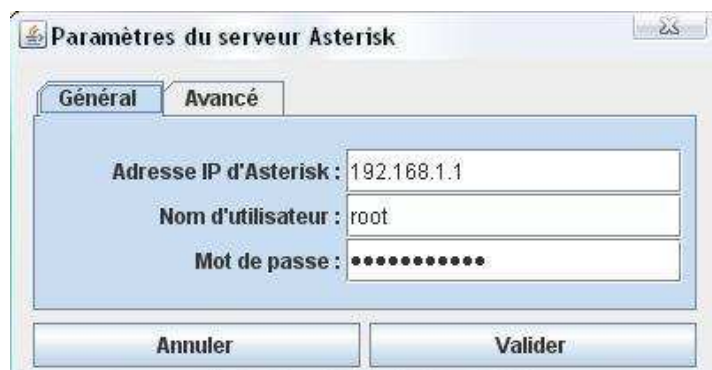 Paramètres du serveur Asterisk
Général Avancé
Adresse IP d'Asterisk : 192.168.1.1
Nom d'utilisateur : root
Mot de passe : •••••••••••
Annuler Valider